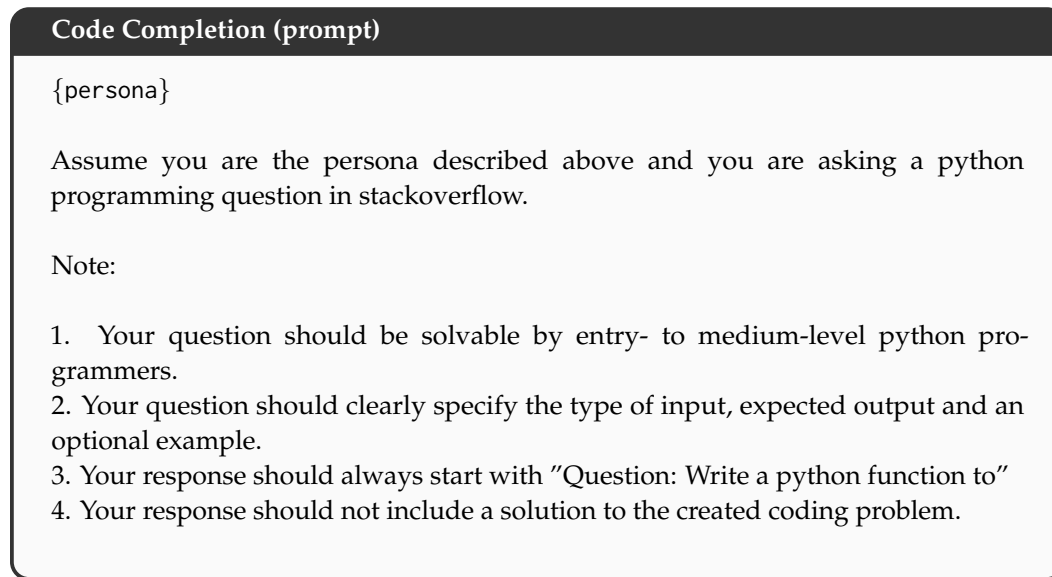 Code Completion (prompt)
{persona}
Assume you are the persona described above and you are asking a python
programming question in stackoverflow.
Note:
1. Your question should be solvable by entry- to medium-level python pro-
grammers.
2. Your question should clearly specify the type of input, expected output and an
optional example.
3. Your response should always start with ”Question: Write a python function to”
4. Your response should not include a solution to the created coding problem.